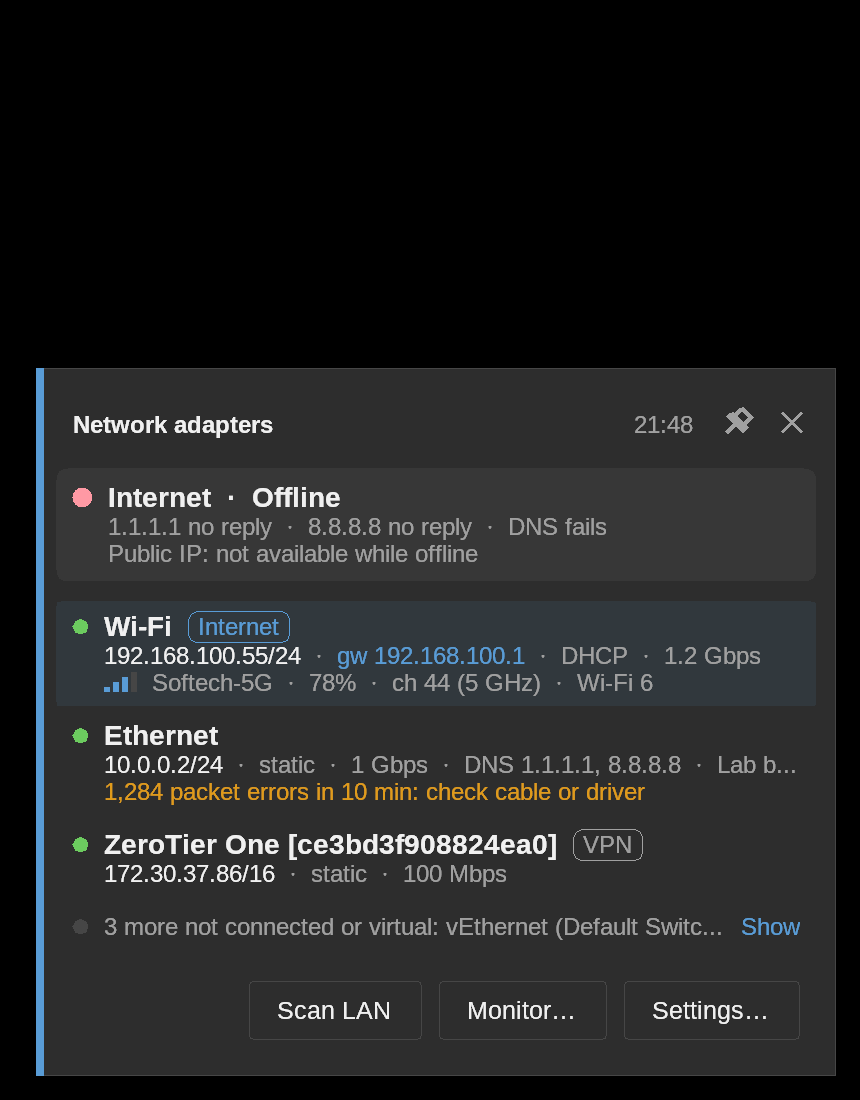 Network adapters 21:48
Internet · Offline
1.1.1.1 no reply · 8.8.8.8 no reply · DNS fails
Public IP: not available while offline
Wi-Fi Internet
192.168.100.55/24 · gw 192.168.100.1 · DHCP · 1.2 Gbps
Softech-5G · 78% · ch 44 (5 GHz) · Wi-Fi 6
Ethernet
10.0.0.2/24 · static · 1 Gbps · DNS 1.1.1.1, 8.8.8.8 · Lab b...
1,284 packet errors in 10 min: check cable or driver
ZeroTier One [ce3bd3f908824ea0] VPN
172.30.37.86/16 · static · 100 Mbps
3 more not connected or virtual: vEthernet (Default Switc... Show
Scan LAN Monitor... Settings...